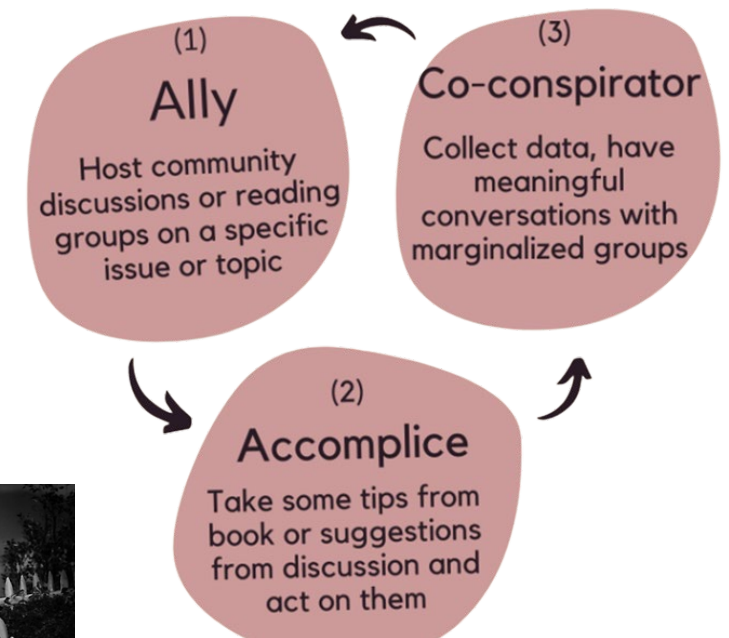 (1)
Ally
Host community
discussions or reading
groups on a specific
issue or topic
(2)
Accomplice
Take some tips from
book or suggestions
from discussion and
act on them
(3)
Co-conspirator
Collect data, have
meaningful
conversations with
marginalized groups